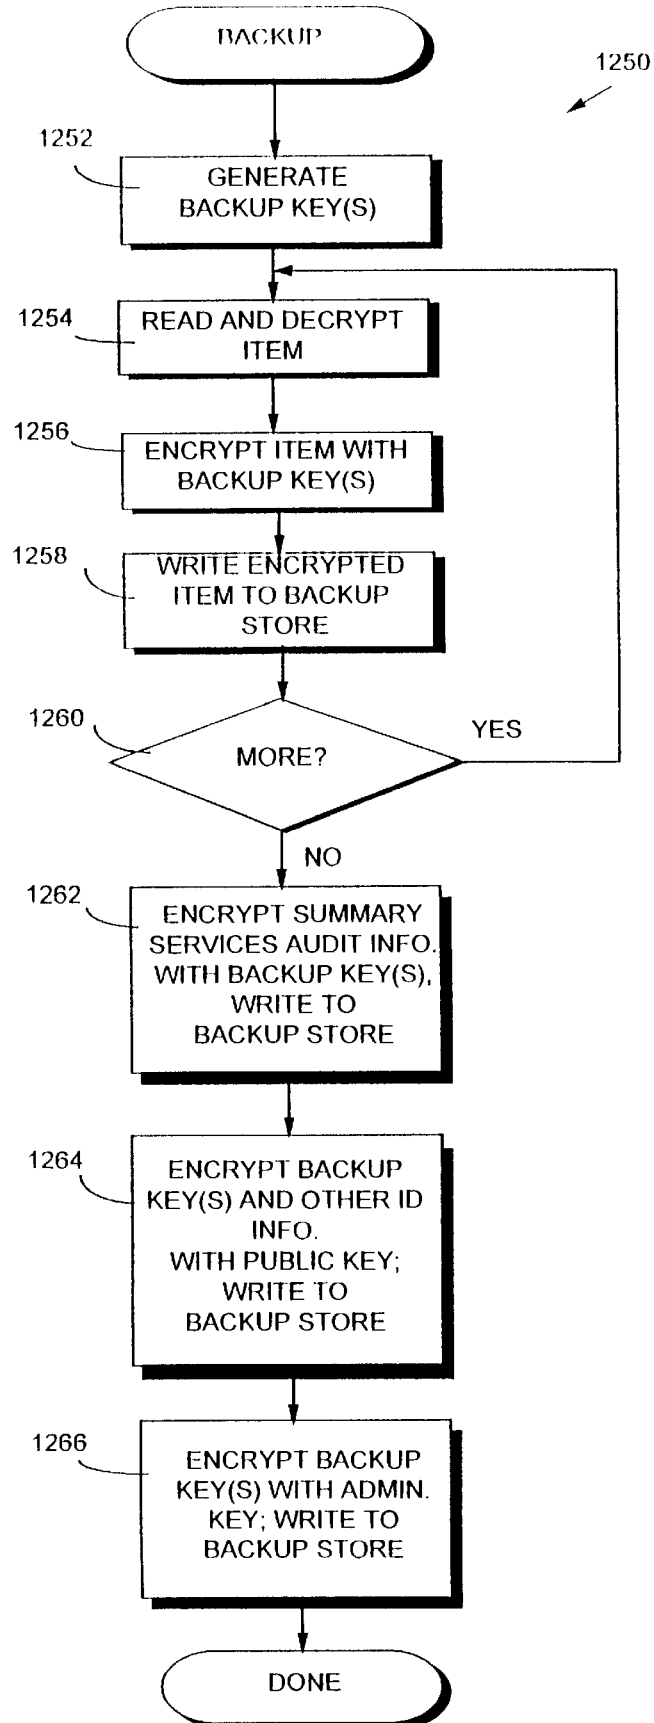 BACKUP
1250
1252
GENERATE
BACKUP KEY(S)
1254
READ AND DECRYPT
ITEM
1256
ENCRYPT ITEM WITH
BACKUP KEY(S)
1258
WRITE ENCRYPTED
ITEM TO BACKUP
STORE
1260
MORE?
YES
NO
1262
ENCRYPT SUMMARY
SERVICES AUDIT INFO.
WITH BACKUP KEY(S),
WRITE TO
BACKUP STORE
1264
ENCRYPT BACKUP
KEY(S) AND OTHER ID
INFO.
WITH PUBLIC KEY;
WRITE TO
BACKUP STORE
1266
ENCRYPT BACKUP
KEY(S) WITH ADMIN.
KEY; WRITE TO
BACKUP STORE
DONE